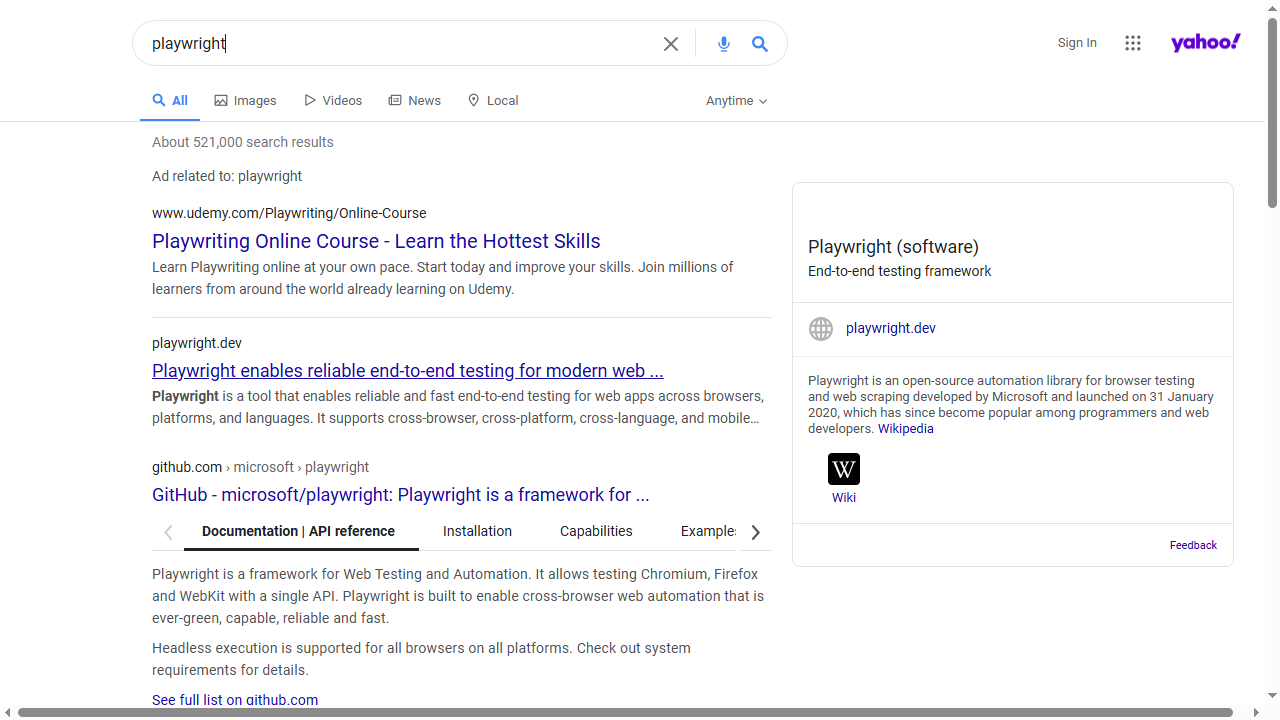 playwright
Sign In
yahoo!
All
Images
Videos
News
Local
Anytime
About 521,000 search results
Ad related to: playwright
www.udemy.com/Playwriting/Online-Course
Playwriting Online Course - Learn the Hottest Skills
Learn Playwriting online at your own pace. Start today and improve your skills. Join millions of
learners from around the world already learning on Udemy.
playwright.dev
Playwright enables reliable end-to-end testing for modern web ...
Playwright is a tool that enables reliable and fast end-to-end testing for web apps across browsers,
platforms, and languages. It supports cross-browser, cross-platform, cross-language, and mobile...
github.com › microsoft › playwright
GitHub - microsoft/playwright: Playwright is a framework for ...
Documentation | API reference
Installation
Capabilities
Examples
Playwright is a framework for Web Testing and Automation. It allows testing Chromium, Firefox
and WebKit with a single API. Playwright is built to enable cross-browser web automation that is
ever-green, capable, reliable and fast.
Headless execution is supported for all browsers on all platforms. Check out system
requirements for details.
See full list on github.com
Playwright (software)
End-to-end testing framework
playwright.dev
Playwright is an open-source automation library for browser testing
and web scraping developed by Microsoft and launched on 31 January
2020, which has since become popular among programmers and web
developers. Wikipedia
W
Wiki
Feedback